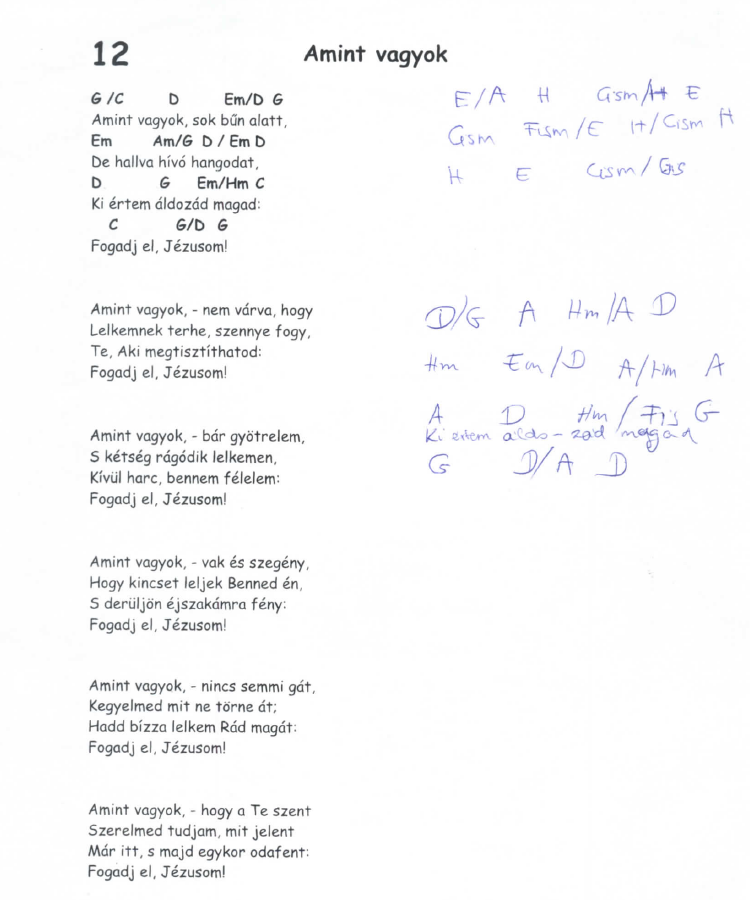 12 Amint vagyok
G /C D Em/D G
Amint vagyok, sok bűn alatt,
Em Am/G D / Em D
De hallva hívó hangodat,
D G Em/Hm C
Ki értem áldozád magad:
C G/D G
Fogadj el, Jézusom!
Amint vagyok, - nem várva, hogy
Lelkemnek terhe, szennye fogy,
Te, Aki megtisztíthatod:
Fogadj el, Jézusom!
Amint vagyok, - bár gyötrelem,
S kétség rágódik lelkemen,
Kívül harc, bennem félelem:
Fogadj el, Jézusom!
Amint vagyok, - vak és szegény,
Hogy kincset leljek Benned én,
S derüljön éjszakámra fény:
Fogadj el, Jézusom!
Amint vagyok, - nincs semmi gát,
Kegyelmed mit ne törne át;
Hadd bízza lelkem Rád magát:
Fogadj el, Jézusom!
Amint vagyok, - hogy a Te szent
Szerelmed tudjam, mit jelent
Már itt, s majd egykor odafent:
Fogadj el, Jézusom!
E/A H /H E
Gism Fism/E H/Cism H
H E Cism/Gis
D/G A Hm/A D
Hm Em/D A/Hm A
A D Hm / Fis G
Ki értem áldo-zád magad
G D/A D